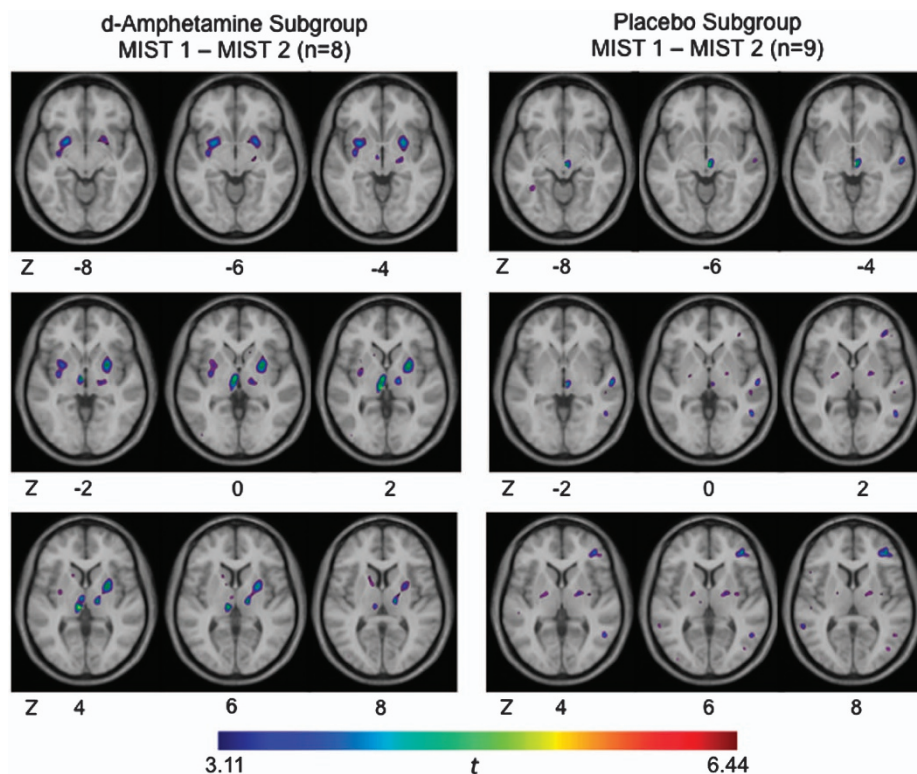 d-Amphetamine Subgroup
MIST 1 – MIST 2 (n=8)
Placebo Subgroup
MIST 1 – MIST 2 (n=9)
Z -8 -6 -4
-8 -6 -4
Z -2 0 2
-2 0 2
Z 4 6 8
Z 4 6 8
3.11 t 6.44